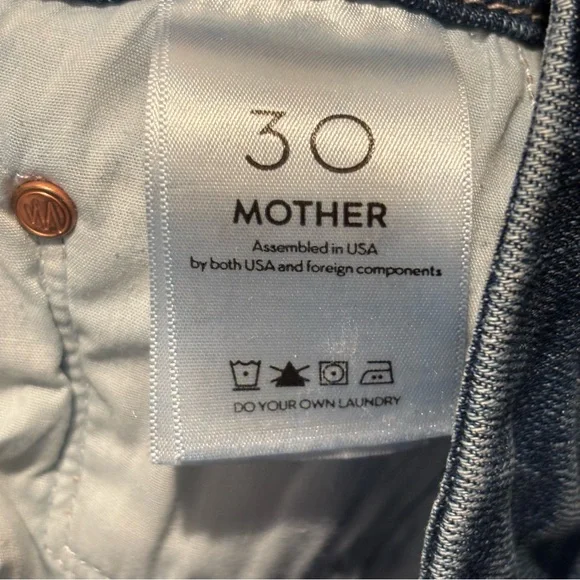 30
MOTHER
Assembled in USA
by both USA and foreign components
DO YOUR OWN LAUNDRY